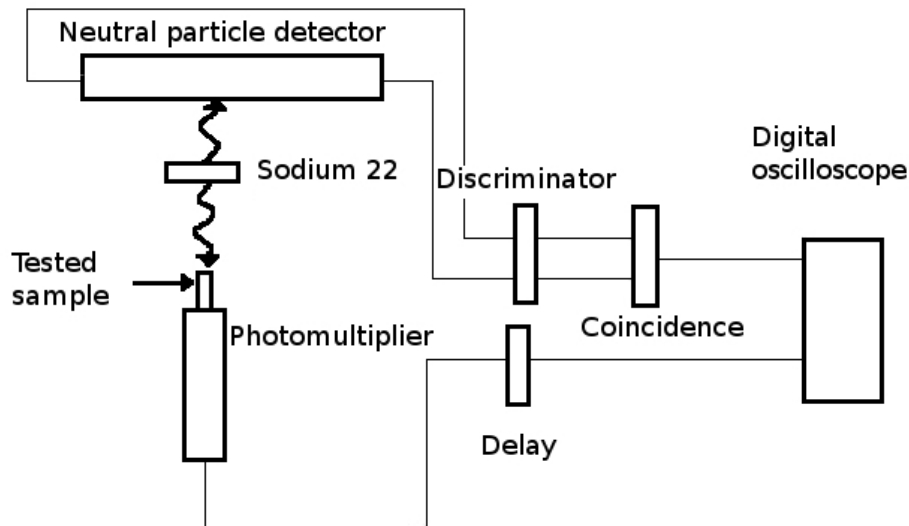 Neutral particle detector
Sodium 22
Digital
oscilloscope
Discriminator
Tested
sample
Photomultiplier
Coincidence
Delay